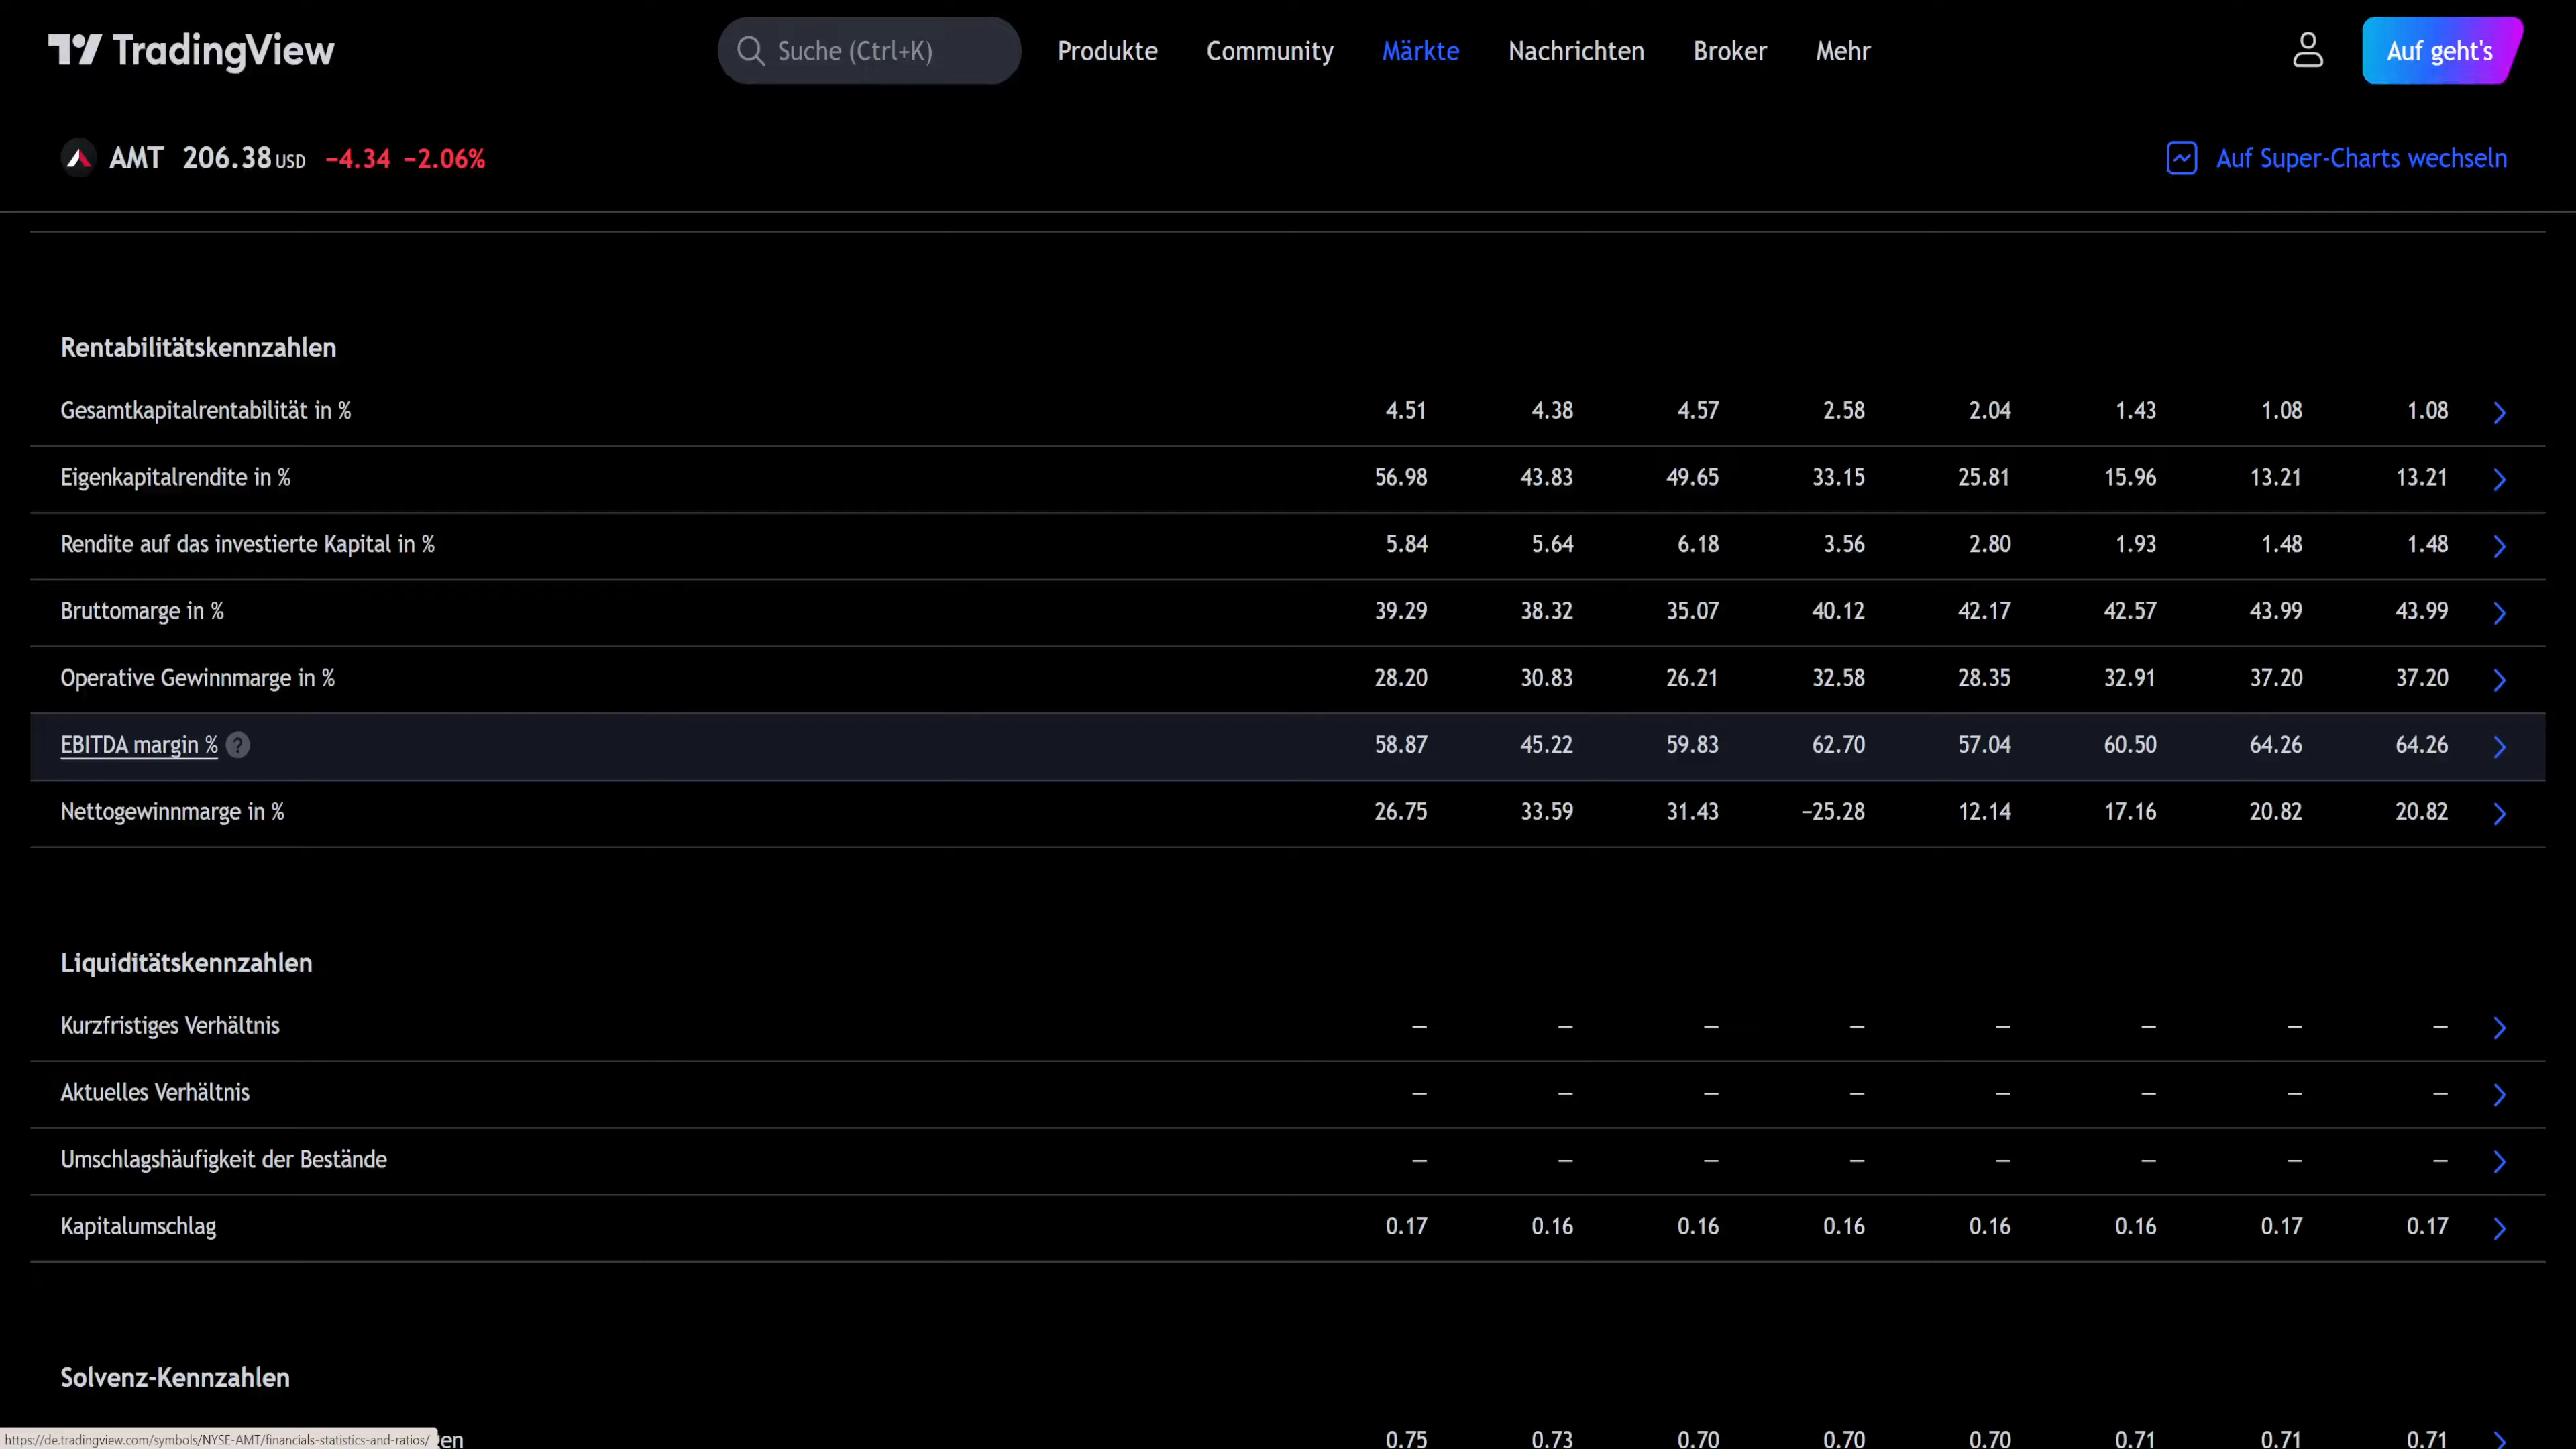 TradingView Suche (Ctrl+K) Produkte Community Märkte Nachrichten Broker Mehr Auf geht's
AMT 206.38 USD −4.34 −2.06% Auf Super-Charts wechseln
Rentabilitätskennzahlen
Gesamtkapitalrentabilität in % 4.51 4.38 4.57 2.58 2.04 1.43 1.08 1.08
Eigenkapitalrendite in % 56.98 43.83 49.65 33.15 25.81 15.96 13.21 13.21
Rendite auf das investierte Kapital in % 5.84 5.64 6.18 3.56 2.80 1.93 1.48 1.48
Bruttomarge in % 39.29 38.32 35.07 40.12 42.17 42.57 43.99 43.99
Operative Gewinnmarge in % 28.20 30.83 26.21 32.58 28.35 32.91 37.20 37.20
EBITDA margin % ? 58.87 45.22 59.83 62.70 57.04 60.50 64.26 64.26
Nettogewinnmarge in % 26.75 33.59 31.43 −25.28 12.14 17.16 20.82 20.82
Liquiditätskennzahlen
Kurzfristiges Verhältnis — — — — — — — —
Aktuelles Verhältnis — — — — — — — —
Umschlagshäufigkeit der Bestände — — — — — — — —
Kapitalumschlag 0.17 0.16 0.16 0.16 0.16 0.16 0.17 0.17
Solvenz-Kennzahlen
0.75 0.73 0.70 0.70 0.70 0.71 0.71 0.71
https://de.tradingview.com/symbols/NYSE-AMT/financials-statistics-and-ratios/